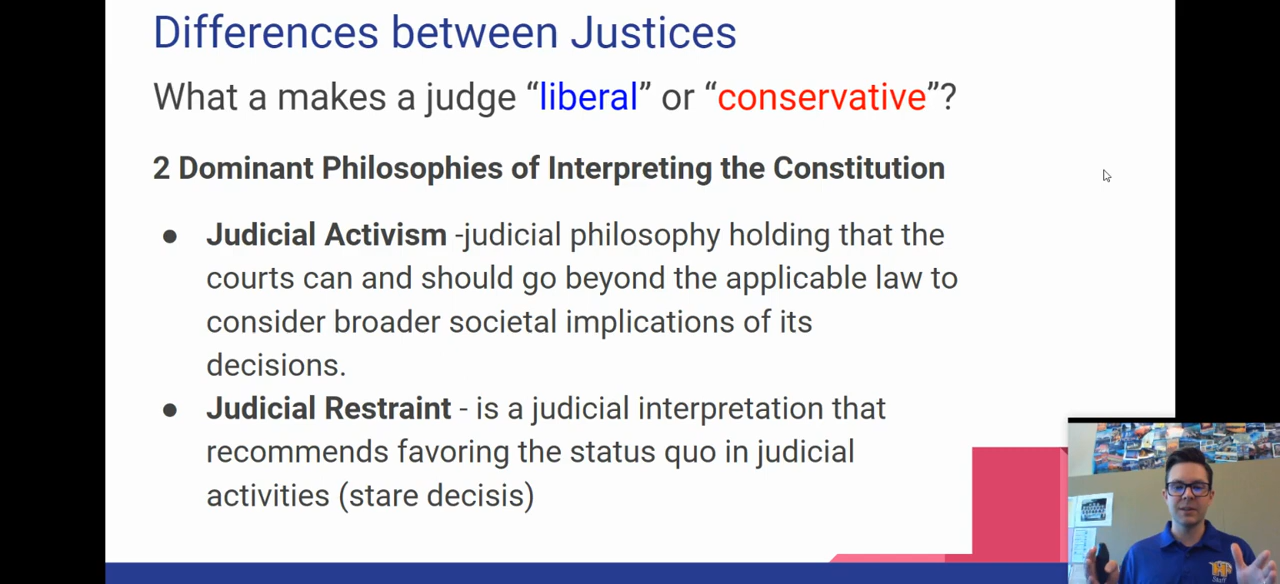 Differences between Justices
What a makes a judge “liberal” or “conservative”?
2 Dominant Philosophies of Interpreting the Constitution
● Judicial Activism -judicial philosophy holding that the
courts can and should go beyond the applicable law to
consider broader societal implications of its
decisions.
● Judicial Restraint - is a judicial interpretation that
recommends favoring the status quo in judicial
activities (stare decisis)